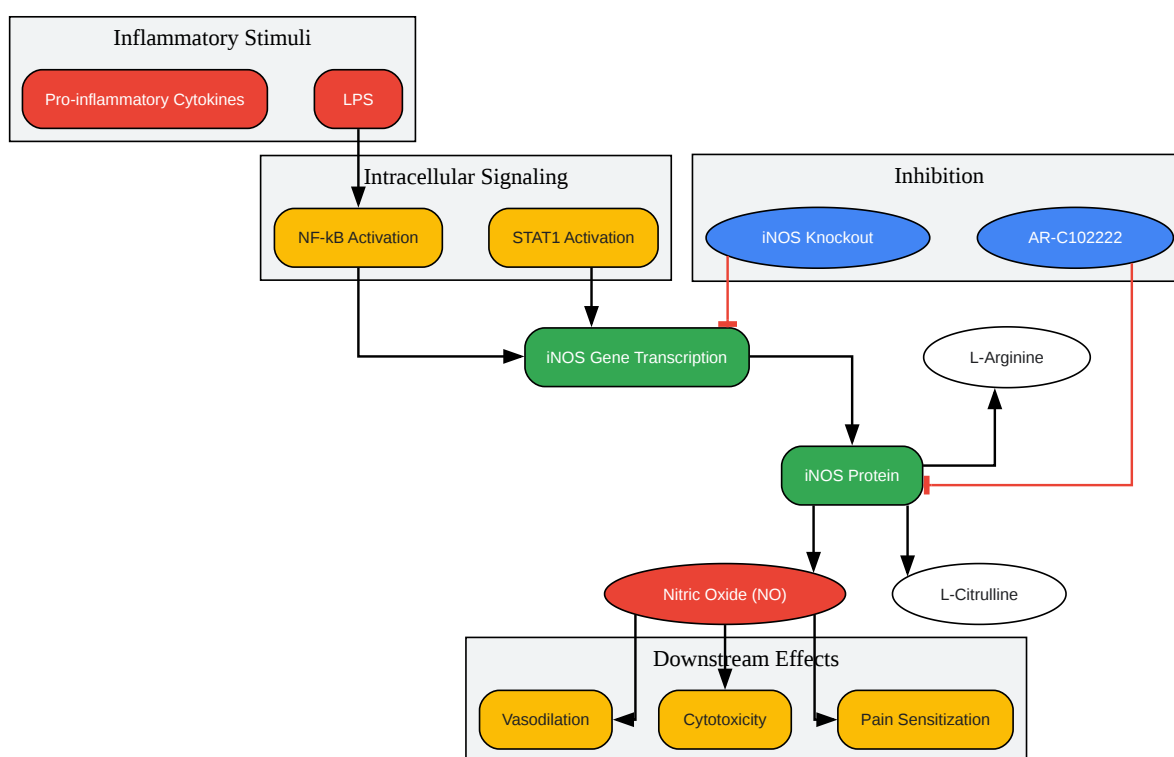 Inflammatory Stimuli
Pro-inflammatory Cytokines
LPS
Intracellular Signaling
NF-kB Activation
STAT1 Activation
Inhibition
iNOS Knockout
AR-C102222
iNOS Gene Transcription
L-Arginine
iNOS Protein
Nitric Oxide (NO)
L-Citrulline
Downstream Effects
Vasodilation
Cytotoxicity
Pain Sensitization